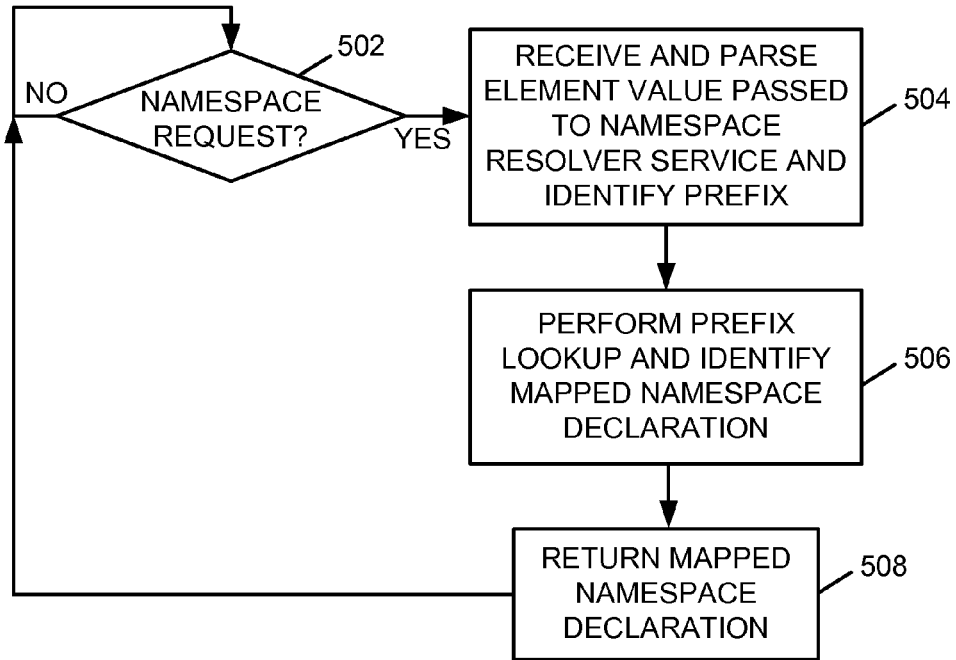 502
NO
NAMESPACE
REQUEST?
YES
RECEIVE AND PARSE
ELEMENT VALUE PASSED
TO NAMESPACE
RESOLVER SERVICE AND
IDENTIFY PREFIX
504
PERFORM PREFIX
LOOKUP AND IDENTIFY
MAPPED NAMESPACE
DECLARATION
506
RETURN MAPPED
NAMESPACE
DECLARATION
508